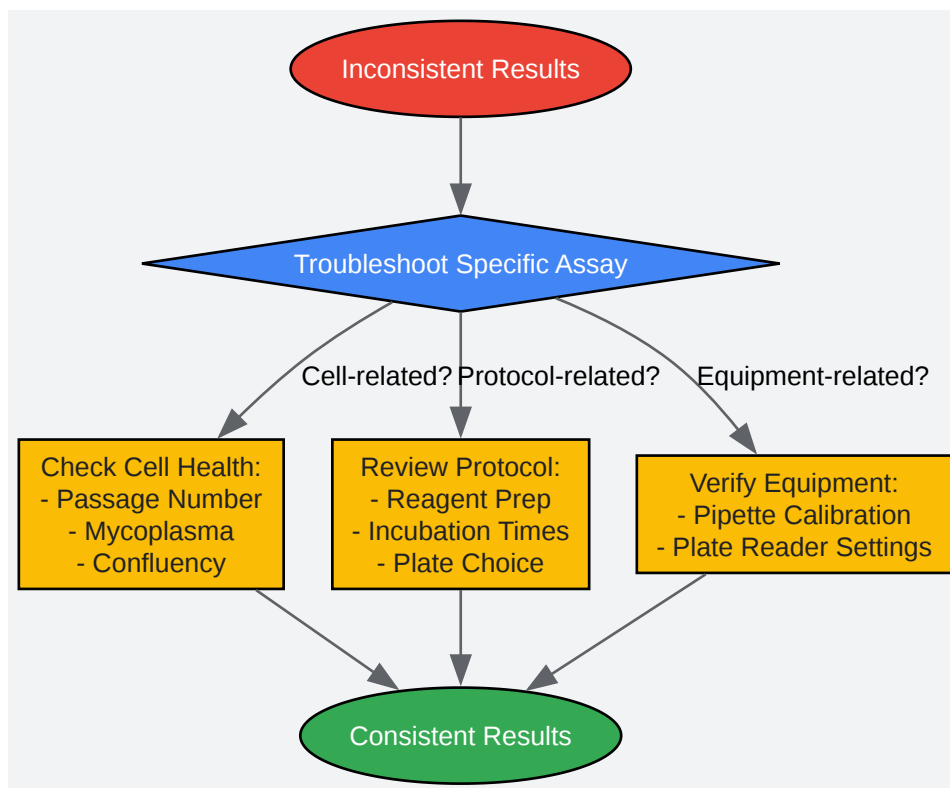 Inconsistent Results
Troubleshoot Specific Assay
Cell-related?
Protocol-related?
Equipment-related?
Check Cell Health:
- Passage Number
- Mycoplasma
- Confluency
Review Protocol:
- Reagent Prep
- Incubation Times
- Plate Choice
Verify Equipment:
- Pipette Calibration
- Plate Reader Settings
Consistent Results